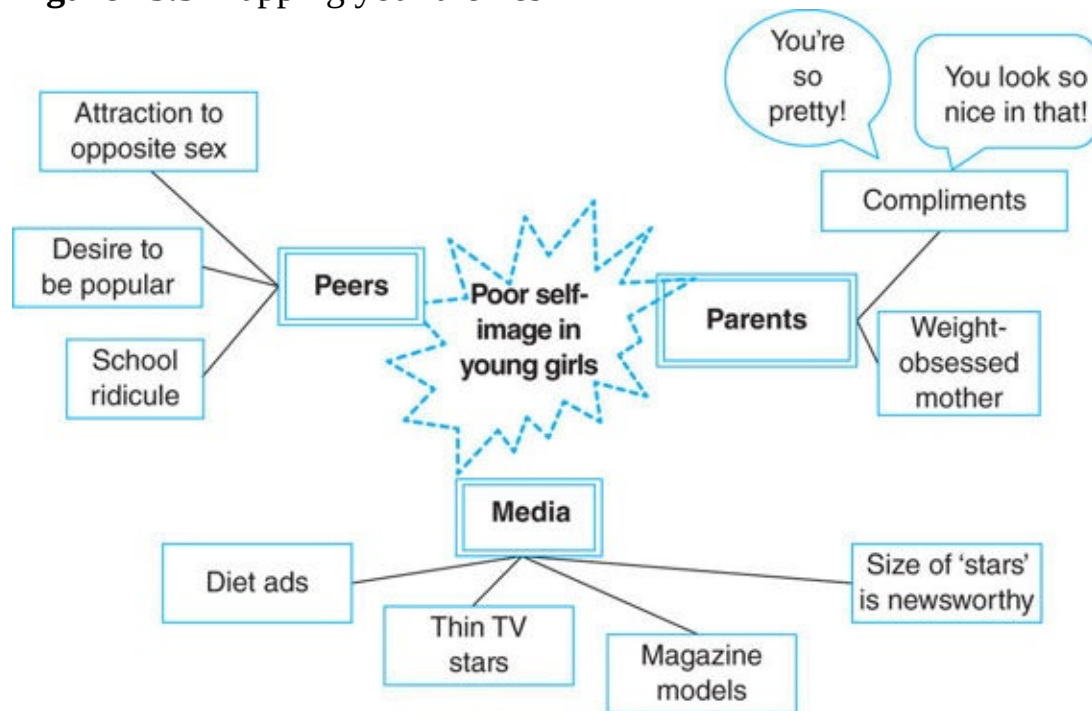 You're
so
pretty!
You look so
nice in that!
Attraction to
opposite sex
Compliments
Desire to
be popular
Peers
Poor self-
image in
young girls
Parents
Weight-
obsessed
mother
School
ridicule
Media
Diet ads
Thin TV
stars
Magazine
models
Size of ‘stars’
is newsworthy